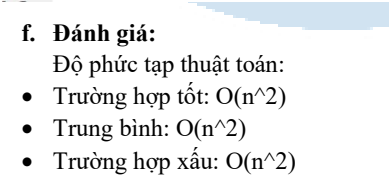 f. Đánh giá:
Độ phức tạp thuật toán:
• Trường hợp tốt: O(n^2)
• Trung bình: O(n^2)
• Trường hợp xấu: O(n^2)